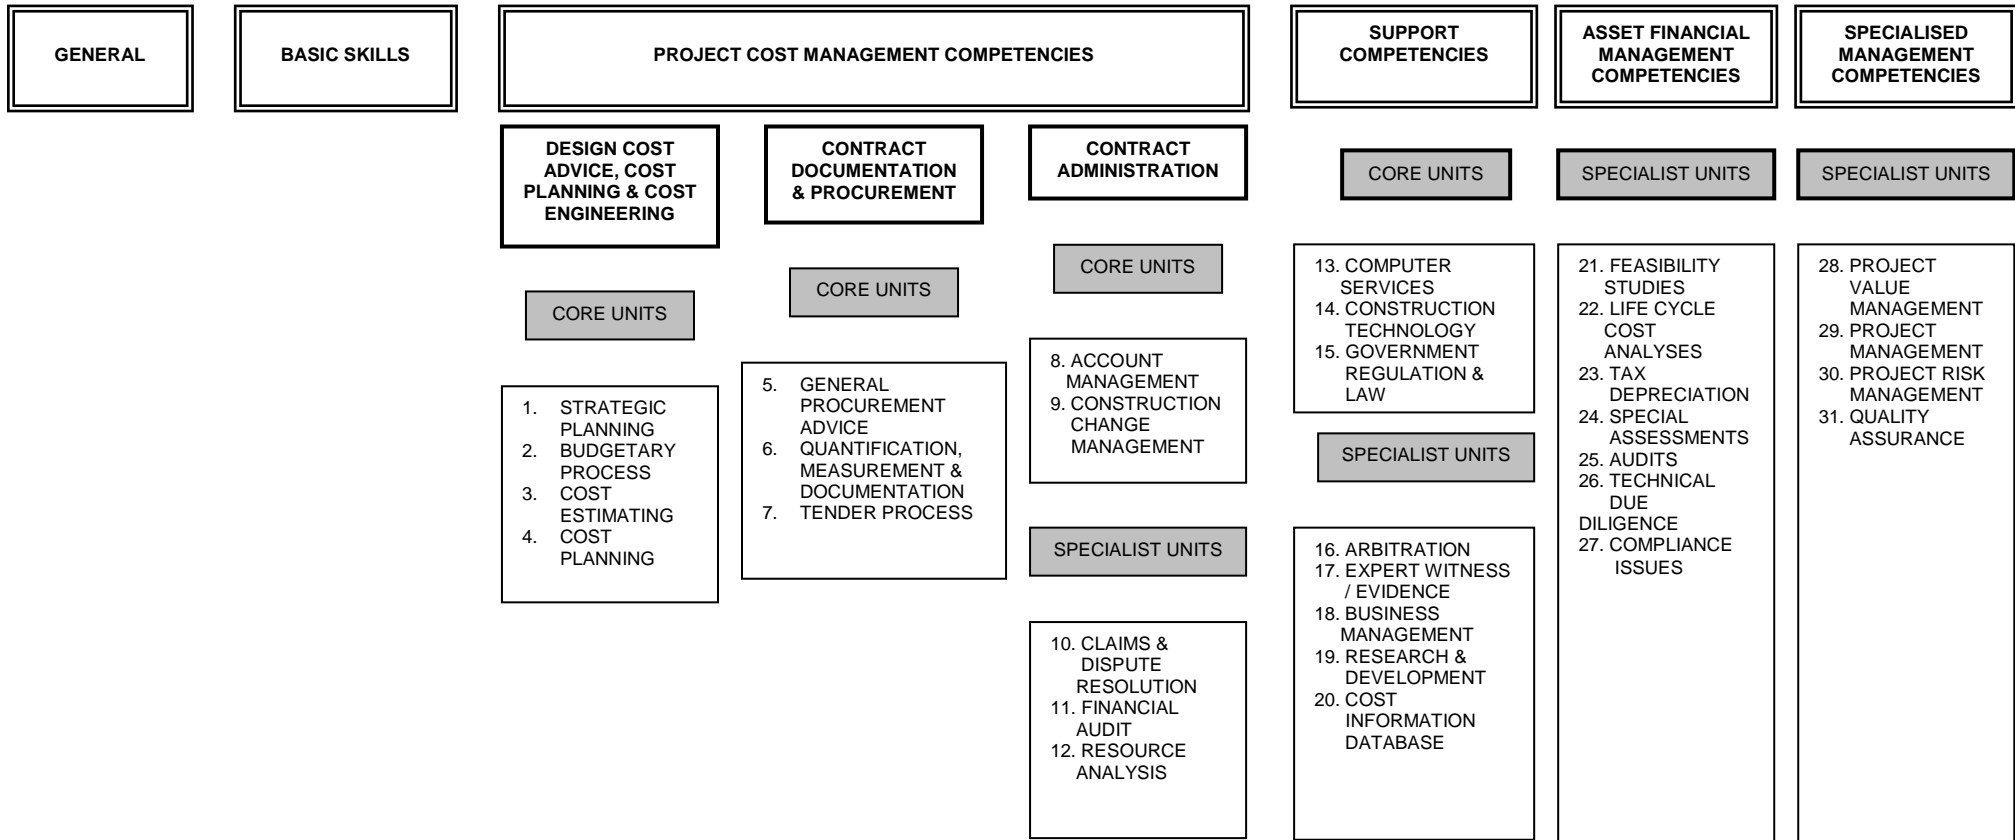 GENERAL
BASIC SKILLS
PROJECT COST MANAGEMENT COMPETENCIES
SUPPORT
COMPETENCIES
ASSET FINANCIAL
MANAGEMENT
COMPETENCIES
SPECIALISED
MANAGEMENT
COMPETENCIES
DESIGN COST
ADVICE, COST
PLANNING & COST
ENGINEERING
CORE UNITS
1. STRATEGIC
PLANNING
2. BUDGETARY
PROCESS
3. COST
ESTIMATING
4. COST
PLANNING
CONTRACT
DOCUMENTATION
& PROCUREMENT
CORE UNITS
5. GENERAL
PROCUREMENT
ADVICE
6. QUANTIFICATION,
MEASUREMENT &
DOCUMENTATION
7. TENDER PROCESS
CONTRACT
ADMINISTRATION
CORE UNITS
8. ACCOUNT
MANAGEMENT
9. CONSTRUCTION
CHANGE
MANAGEMENT
SPECIALIST UNITS
10. CLAIMS &
DISPUTE
RESOLUTION
11. FINANCIAL
AUDIT
12. RESOURCE
ANALYSIS
CORE UNITS
13. COMPUTER
SERVICES
14. CONSTRUCTION
TECHNOLOGY
15. GOVERNMENT
REGULATION &
LAW
SPECIALIST UNITS
16. ARBITRATION
17. EXPERT WITNESS
/ EVIDENCE
18. BUSINESS
MANAGEMENT
19. RESEARCH &
DEVELOPMENT
20. COST
INFORMATION
DATABASE
SPECIALIST UNITS
21. FEASIBILITY
STUDIES
22. LIFE CYCLE
COST
ANALYSES
23. TAX
DEPRECIATION
24. SPECIAL
ASSESSMENTS
25. AUDITS
26. TECHNICAL
DUE
DILIGENCE
27. COMPLIANCE
ISSUES
SPECIALIST UNITS
28. PROJECT
VALUE
MANAGEMENT
29. PROJECT
MANAGEMENT
30. PROJECT RISK
MANAGEMENT
31. QUALITY
ASSURANCE